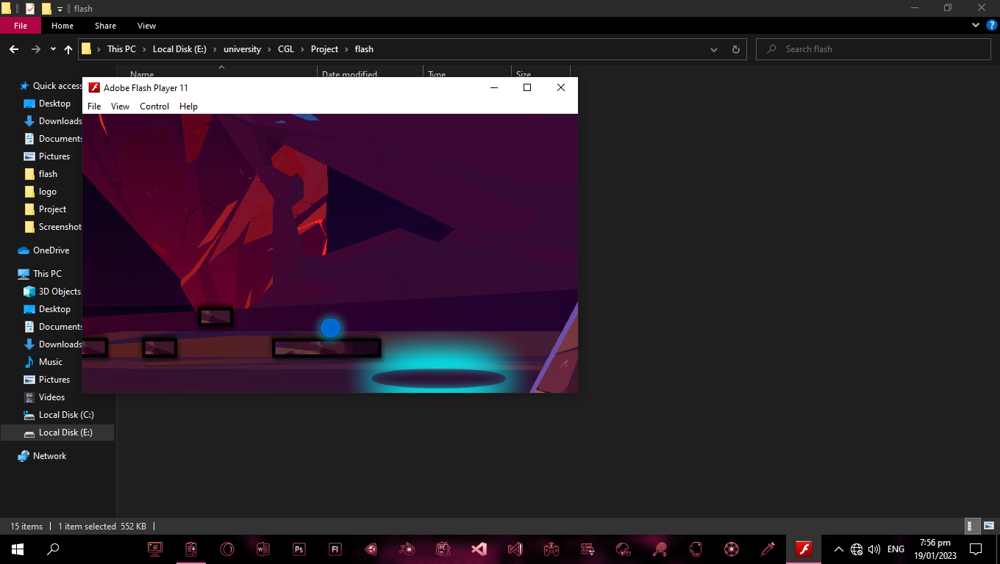 flash
File Home Share View
This PC Local Disk (E:) university CGL Project flash
Search flash
Name Date modified Type Size
Adobe Flash Player 11
File View Control Help
Quick access
Desktop
Downloads
Documents
Pictures
flash
logo
Project
Screenshot
OneDrive
This PC
3D Objects
Desktop
Documents
Downloads
Music
Pictures
Videos
Local Disk (C:)
Local Disk (E:)
Network
15 items 1 item selected 552 KB
W Ps Fl PC
ENG
7:56 pm
19/01/2023